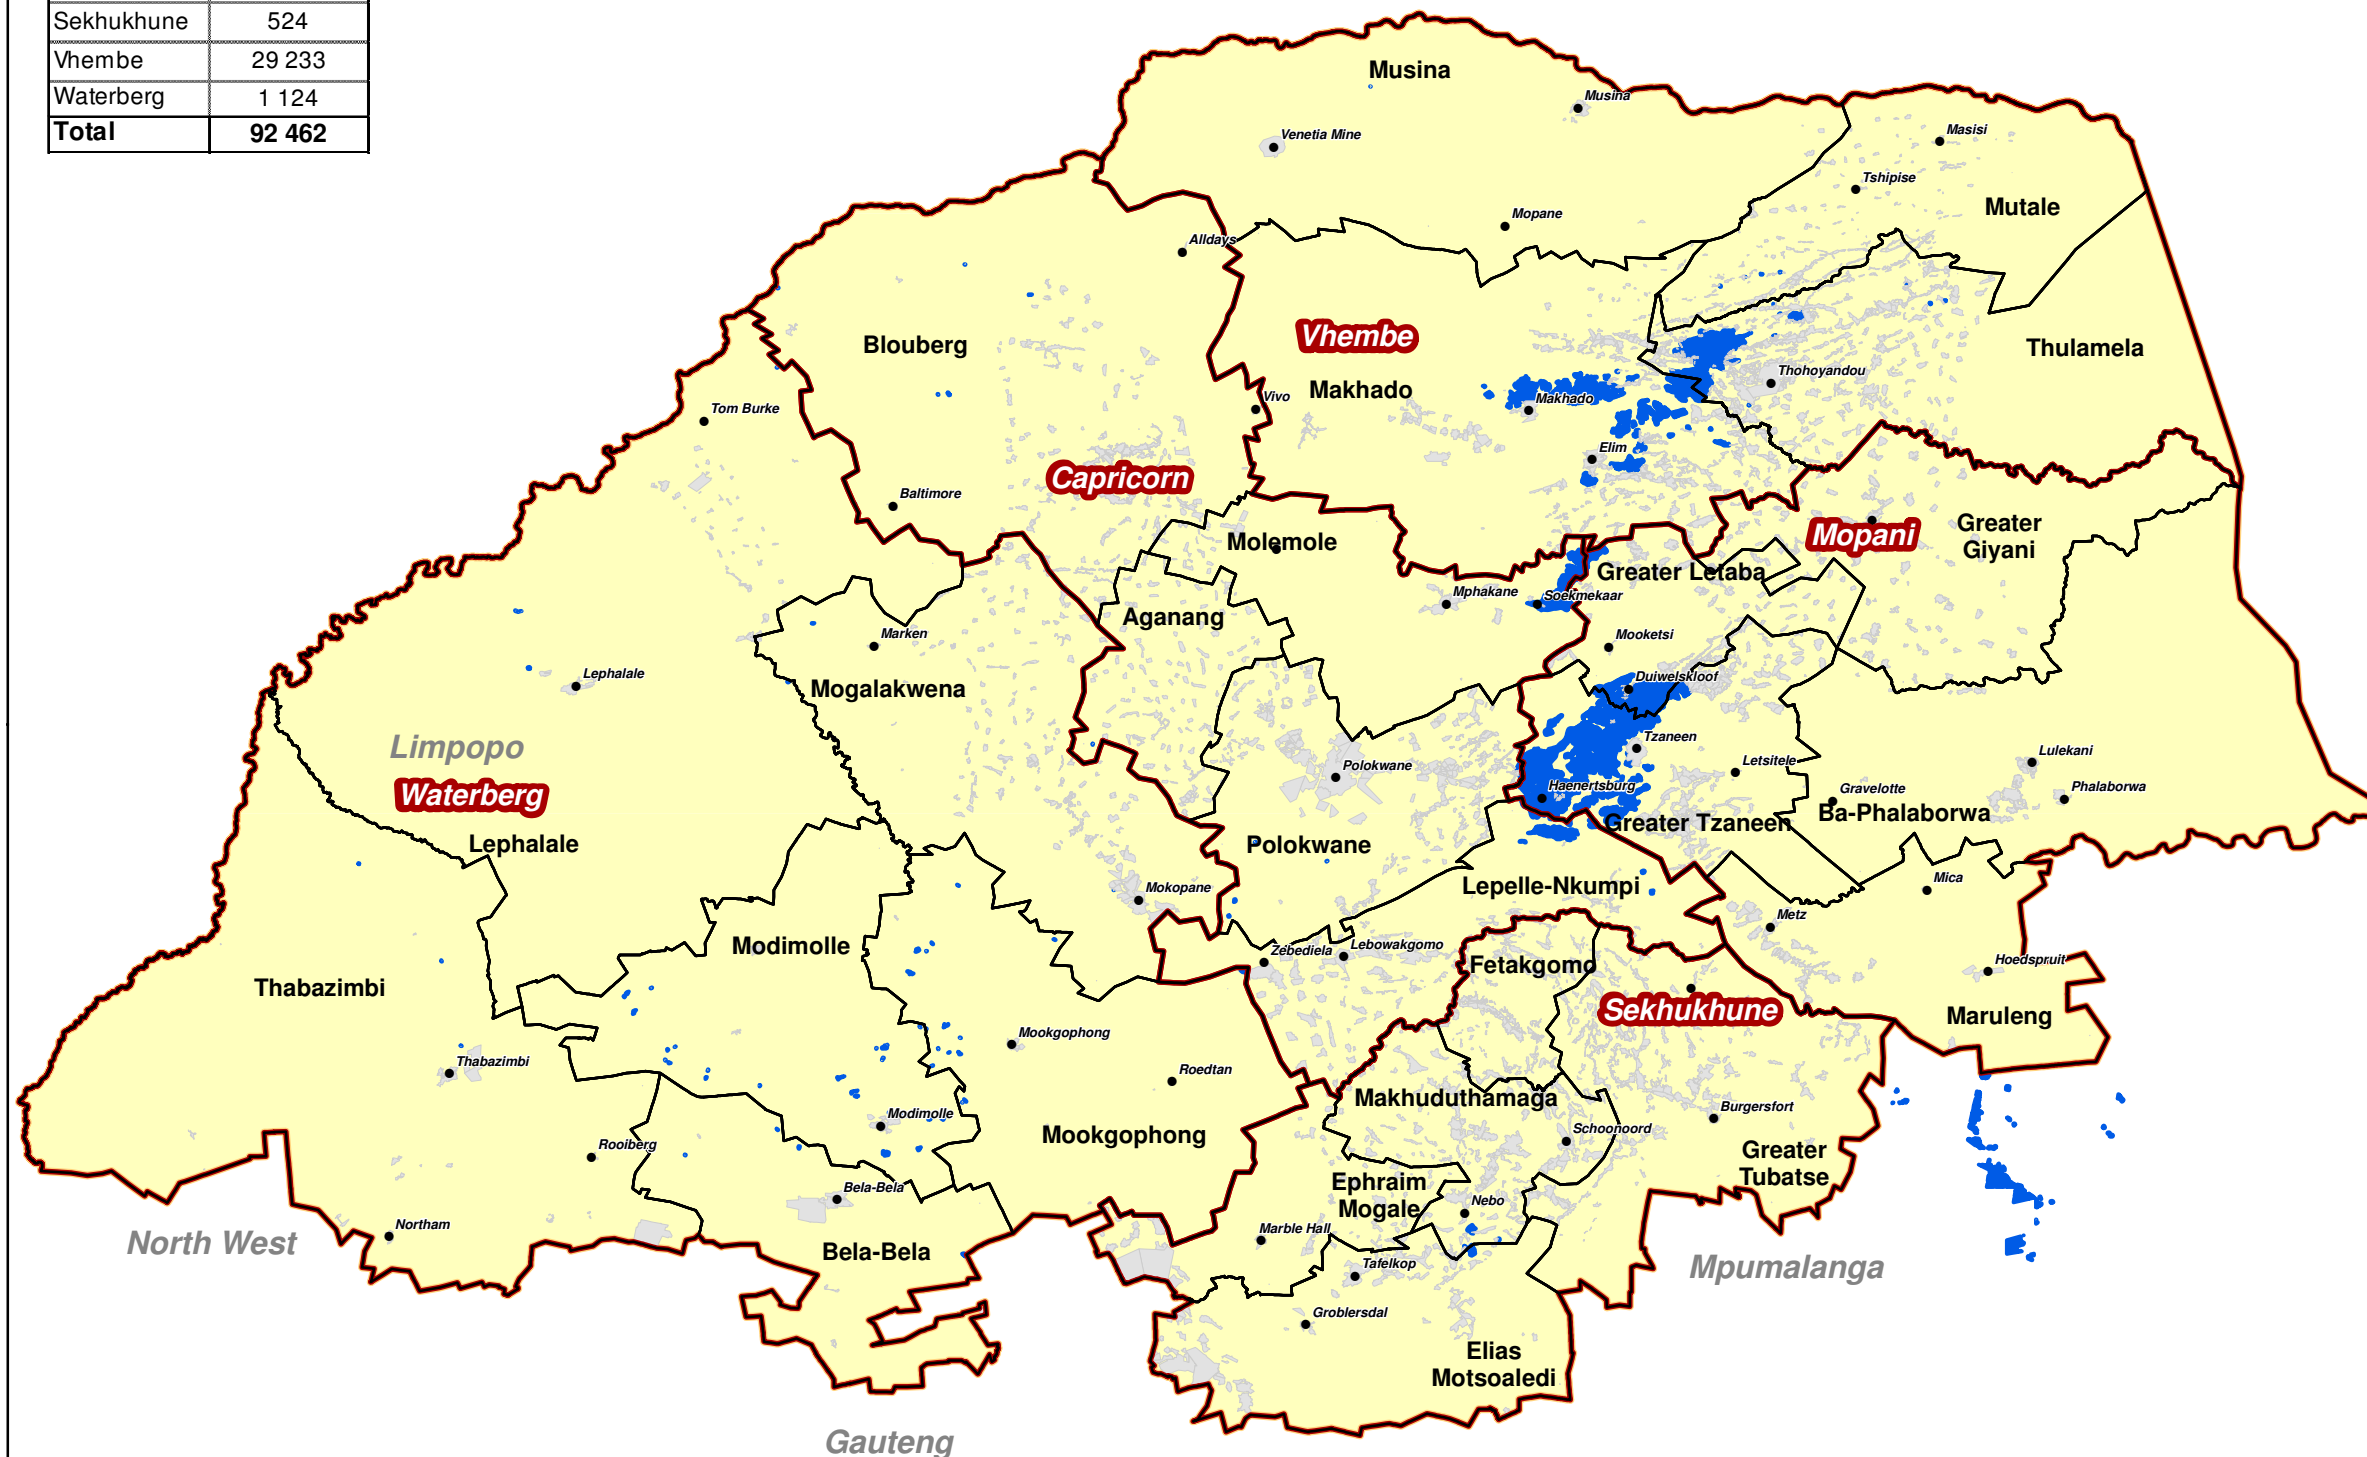 Sekhukhune 524
Vhembe 29 233
Waterberg 1 124
Total 92 462
Musina
Musina
Venetia Mine
Masisi
Tshipise
Mutale
Mopane
Alldays
Blouberg
Vhembe
Thulamela
Makhado
Thohoyandou
Vivo
Makhado
Tom Burke
Elim
Capricorn
Baltimore
Molemole
Mopani
Greater
Giyani
Greater Letaba
Mphakane
Soekmekaar
Aganang
Marken
Mooketsi
Lephalale
Mogalakwena
Duiwelskloof
Limpopo
Tzaneen
Letsitele
Lulekani
Polokwane
Waterberg
Haenertsburg
Gravelotte
Phalaborwa
Ba-Phalaborwa
Greater Tzaneen
Lephalale
Polokwane
Mokopane
Lepelle-Nkumpi
Mica
Metz
Modimolle
Zebediela
Lebowakgomo
Fetakgomo
Hoedspruit
Thabazimbi
Sekhukhune
Maruleng
Mookgophong
Thabazimbi
Roedtan
Makhuduthamaga
Modimolle
Burgersfort
Schoonoord
Mookgophong
Rooiberg
Greater
Tubatse
Ephraim
Mogale
Bela-Bela
Nebo
Northam
Marble Hall
North West
Bela-Bela
Tafelkop
Mpumalanga
Groblersdal
Elias
Motsoaledi
Gauteng